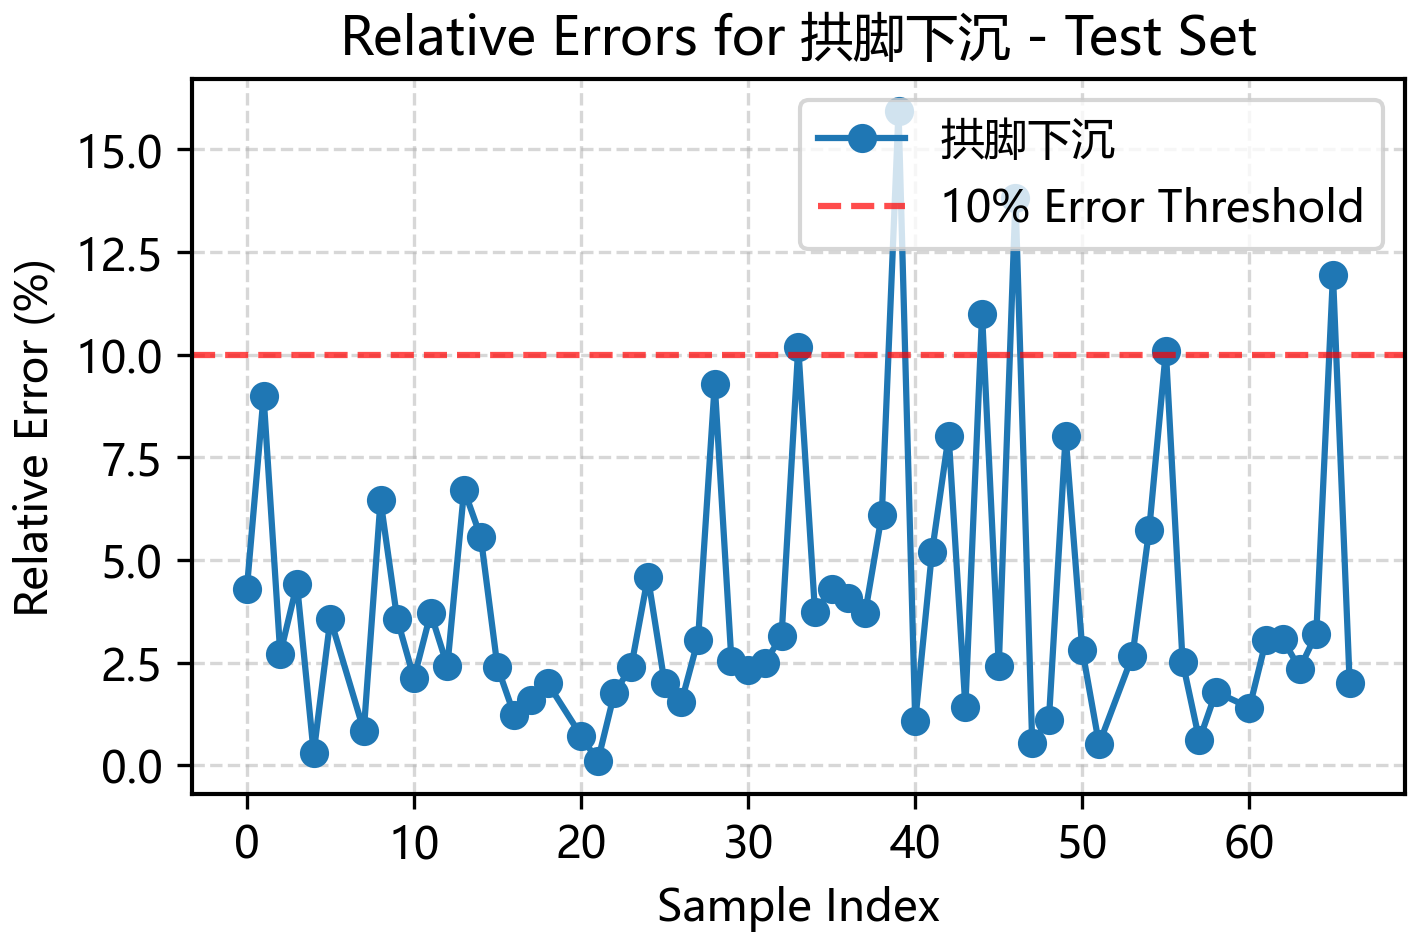 Relative Errors for 拱脚下沉 - Test Set
拱脚下沉
10% Error Threshold
Relative Error (%)
15.0
12.5
10.0
7.5
5.0
2.5
0.0
0 10 20 30 40 50 60
Sample Index